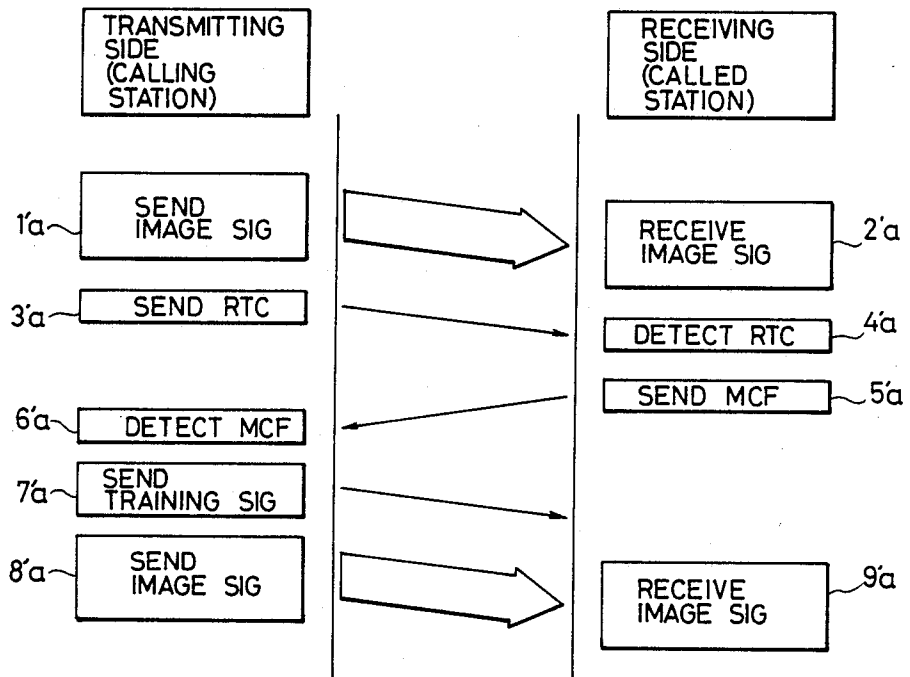 TRANSMITTING
SIDE
(CALLING
STATION)
RECEIVING
SIDE
(CALLED
STATION)
1'a
SEND
IMAGE SIG
RECEIVE
IMAGE SIG
2'a
3'a
SEND RTC
DETECT RTC
4'a
SEND MCF
5'a
6'a
DETECT MCF
7'a
SEND
TRAINING SIG
8'a
SEND
IMAGE SIG
RECEIVE
IMAGE SIG
9'a